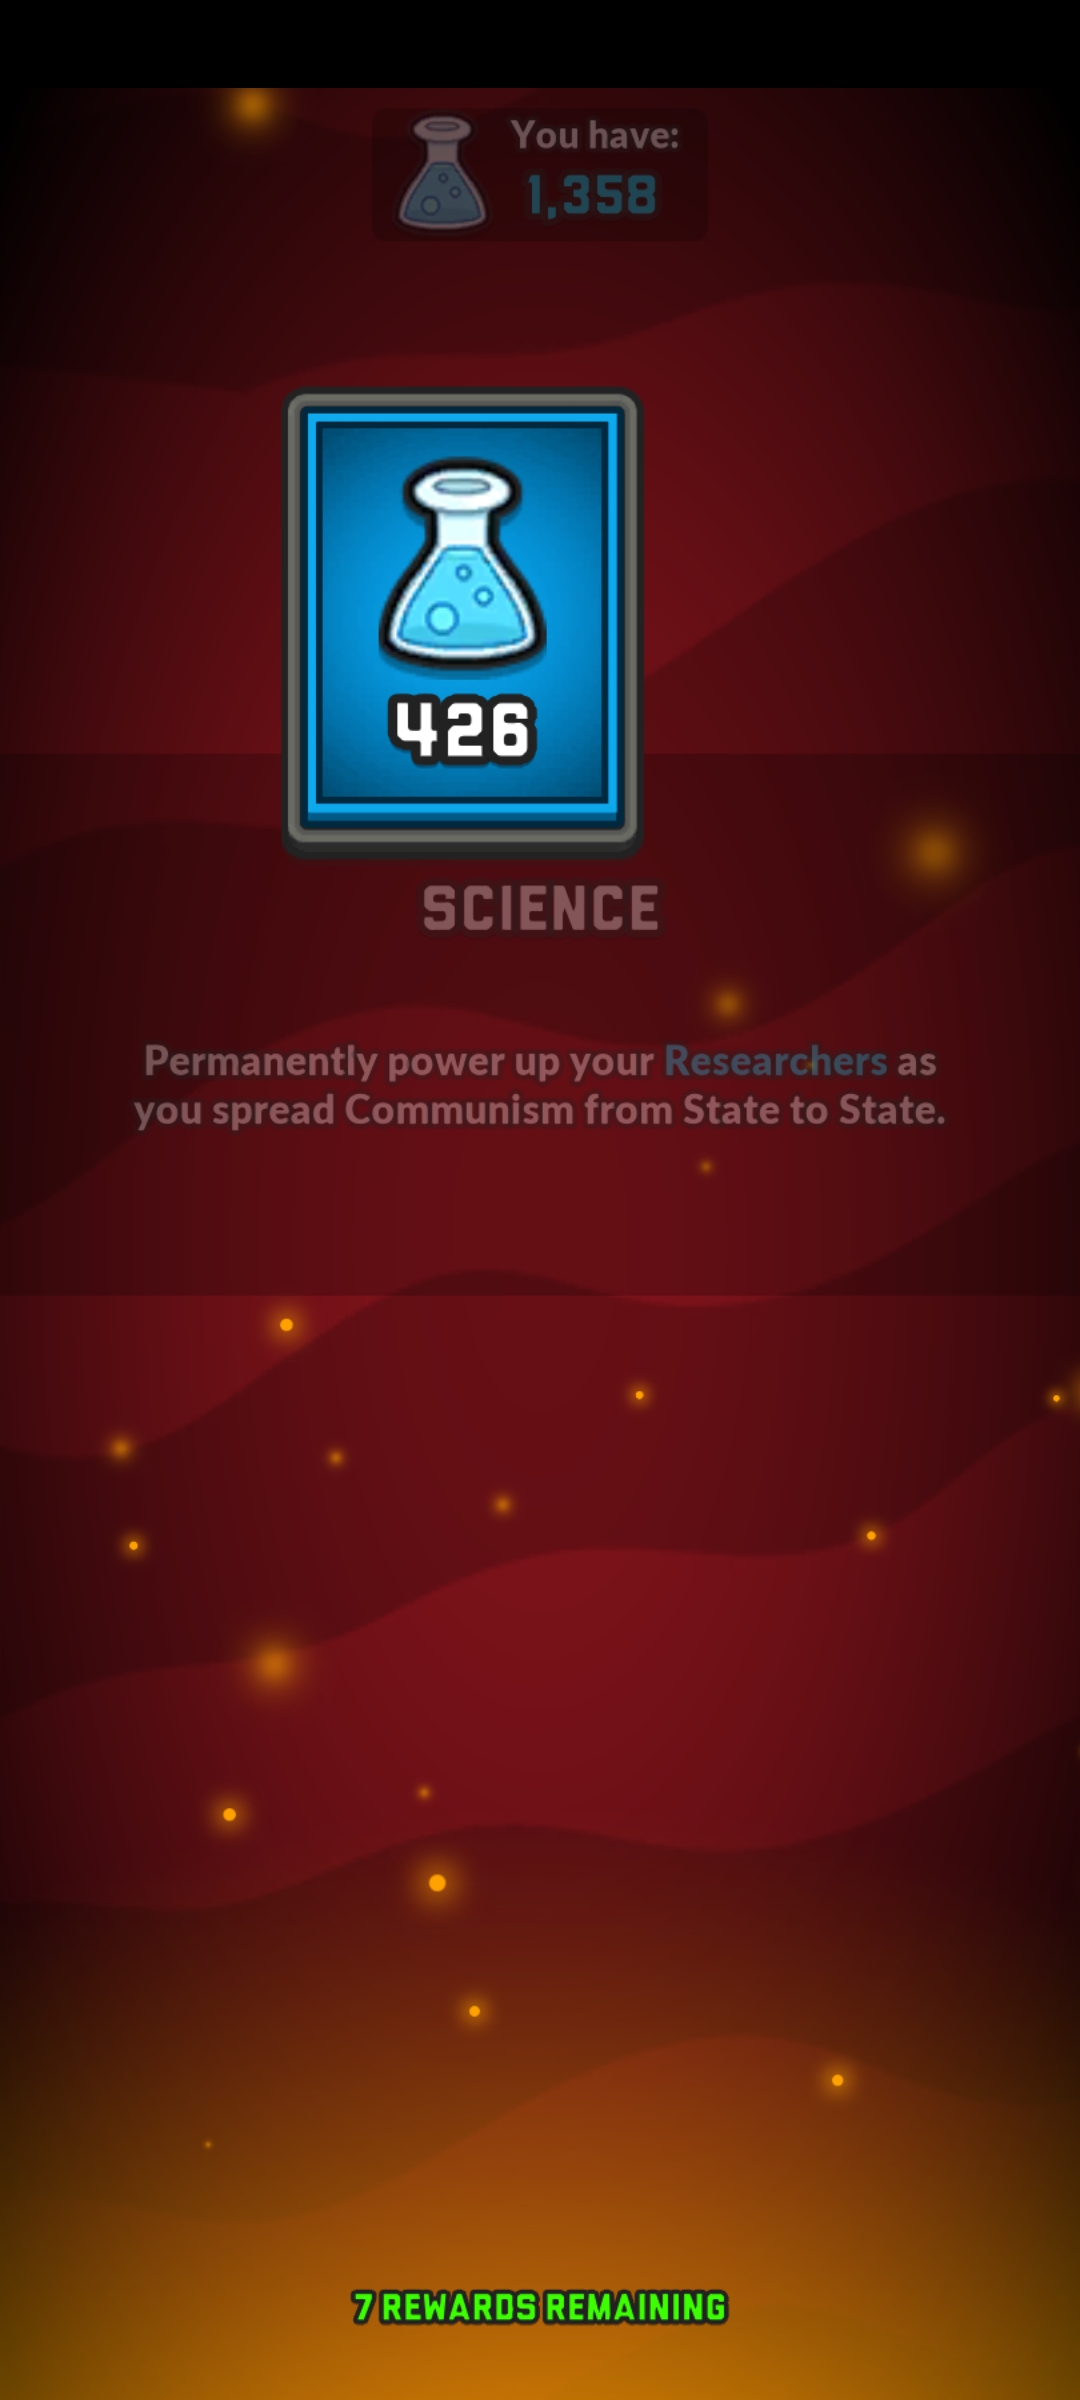 You have:
1,358
426
SCIENCE
Permanently power up your Researchers as
you spread Communism from State to State.
7 REWARDS REMAINING